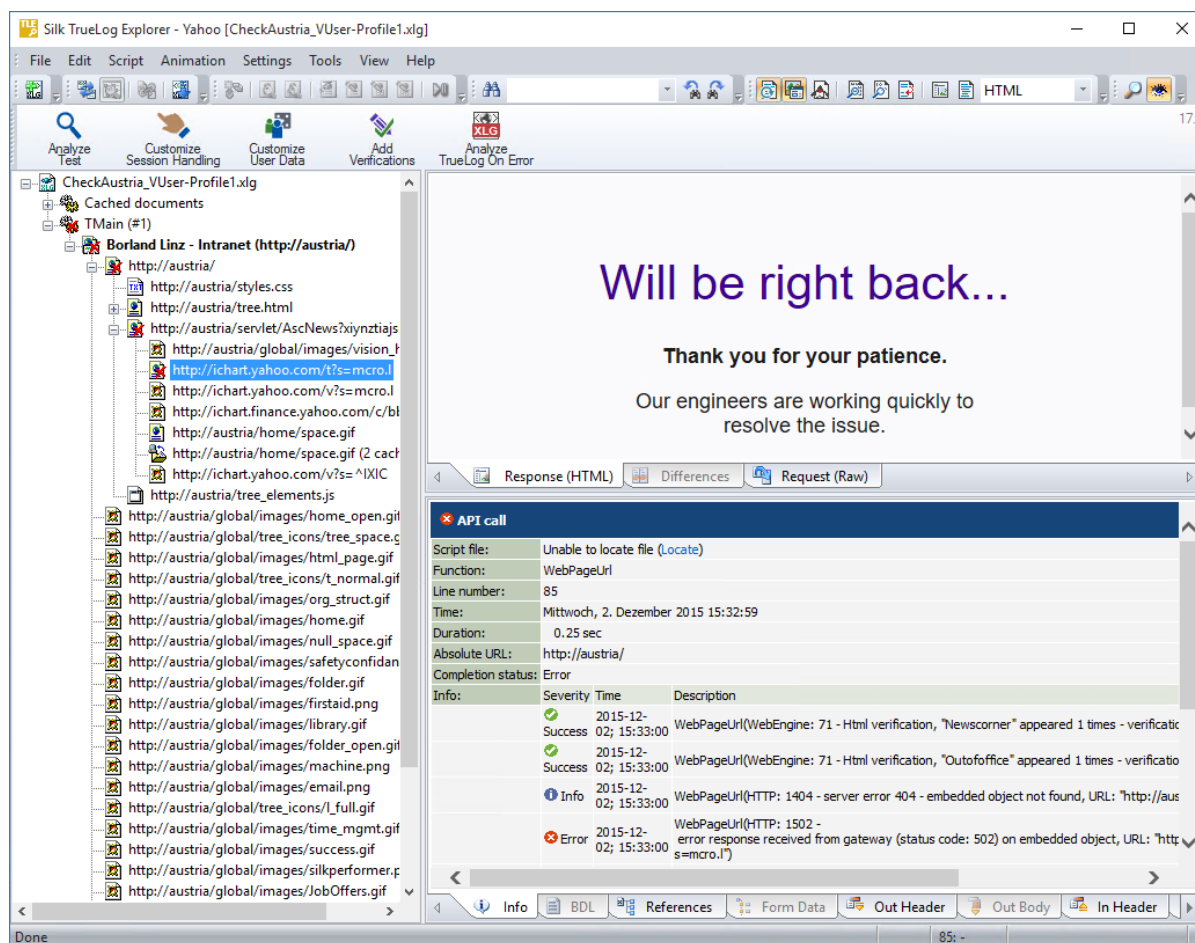 Silk TrueLog Explorer - Yahoo [CheckAustria_VUser-Profile1.xlg]
File Edit Script Animation Settings Tools View Help
HTML
17.
Analyze Test
Customize Session Handling
Customize User Data
Add Verifications
Analyze TrueLog On Error
CheckAustria_VUser-Profile1.xlg
Cached documents
TMain (#1)
Borland Linz - Intranet (http://austria/)
http://austria/
http://austria/styles.css
http://austria/tree.html
http://austria/servlet/AscNews?xiynztiajs
http://austria/global/images/vision_h
http://ichart.yahoo.com/t?s=mcro.l
http://ichart.yahoo.com/v?s=mcro.l
http://ichart.finance.yahoo.com/c/bl
http://austria/home/space.gif
http://austria/home/space.gif (2 cach
http://ichart.yahoo.com/v?s=^IXIC
http://austria/tree_elements.js
http://austria/global/images/home_open.gif
http://austria/global/tree_icons/tree_space.g
http://austria/global/images/html_page.gif
http://austria/global/tree_icons/t_normal.gif
http://austria/global/images/org_struct.gif
http://austria/global/images/home.gif
http://austria/global/images/null_space.gif
http://austria/global/images/safetyconfidan
http://austria/global/images/folder.gif
http://austria/global/images/firstaid.png
http://austria/global/images/library.gif
http://austria/global/images/folder_open.gif
http://austria/global/images/machine.png
http://austria/global/images/email.png
http://austria/global/tree_icons/l_full.gif
http://austria/global/images/time_mgmt.gif
http://austria/global/images/success.gif
http://austria/global/images/silkperformer.p
http://austria/global/images/JobOffers.gif
Will be right back...
Thank you for your patience.
Our engineers are working quickly to
resolve the issue.
Response (HTML) Differences Request (Raw)
API call
Script file: Unable to locate file (Locate)
Function: WebPageUrl
Line number: 85
Time: Mittwoch, 2. Dezember 2015 15:32:59
Duration: 0.25 sec
Absolute URL: http://austria/
Completion status: Error
Info: Severity Time Description
Success 2015-12-02; 15:33:00 WebPageUrl(WebEngine: 71 - Html verification, "Newscorner" appeared 1 times - verificatio
Success 2015-12-02; 15:33:00 WebPageUrl(WebEngine: 71 - Html verification, "Outofoffice" appeared 1 times - verificatio
Info 2015-12-02; 15:33:00 WebPageUrl(HTTP: 1404 - server error 404 - embedded object not found, URL: "http://aus
Error 2015-12-02; 15:33:00 WebPageUrl(HTTP: 1502 -
error response received from gateway (status code: 502) on embedded object, URL: "http
s=mcro.l")
Info BDL References Form Data Out Header Out Body In Header
Done 85: -